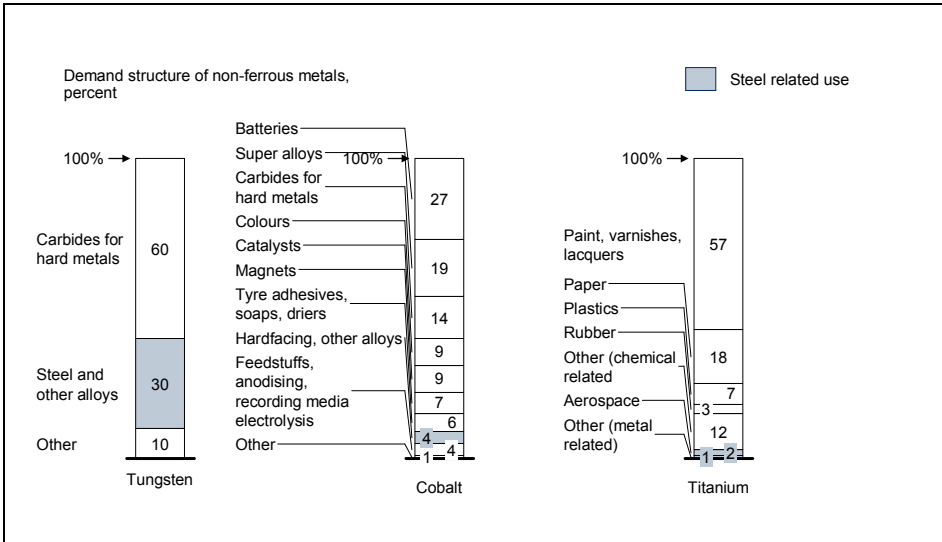 Demand structure of non-ferrous metals,
percent
Steel related use
100%
Carbides for
hard metals
60
Steel and
other alloys
30
Other
10
Tungsten
Batteries
Super alloys
100%
Carbides for
hard metals
Colours
Catalysts
Magnets
Tyre adhesives,
soaps, driers
Hardfacing, other alloys
Feedstuffs,
anodising,
recording media
electrolysis
Other
27
19
14
9
9
7
6
4
4
1
Cobalt
100%
Paint, varnishes,
lacquers
Paper
Plastics
Rubber
Other (chemical
related
Aerospace
Other (metal
related)
57
18
7
3
12
2
1
Titanium